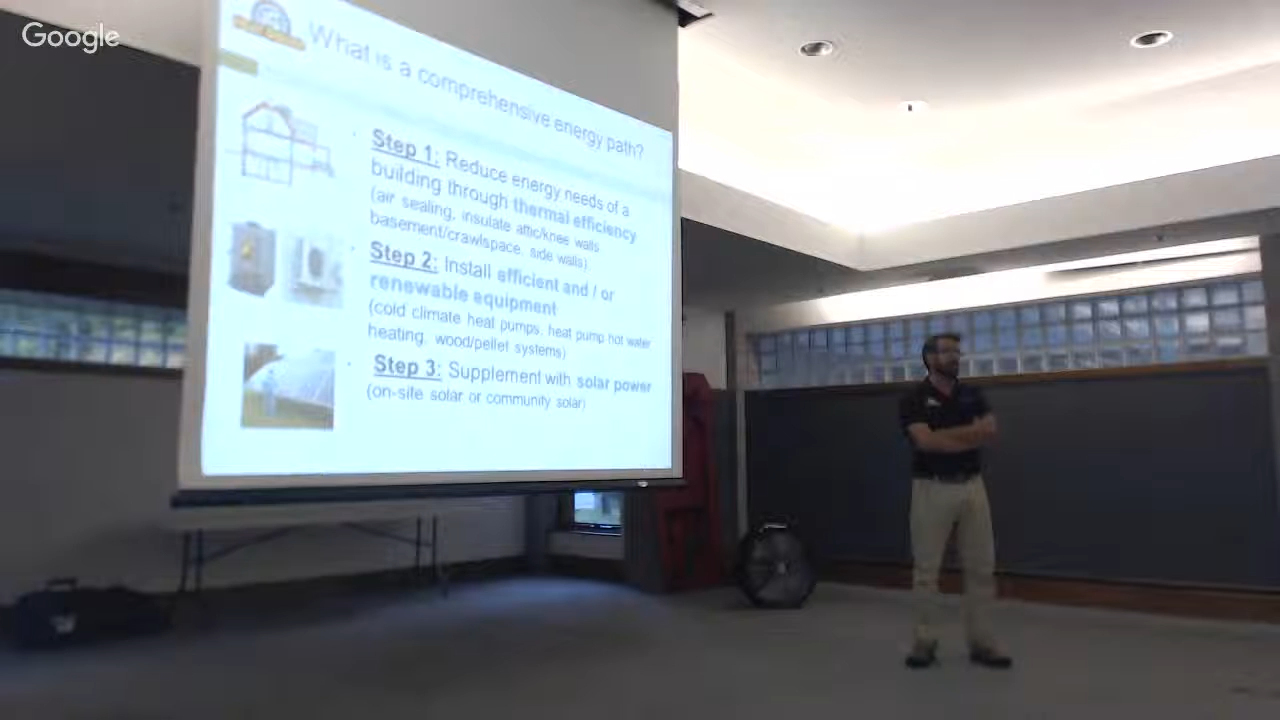 Google
What is a comprehensive energy path?
Step 1: Reduce energy needs of a
building through thermal efficiency
(air sealing, insulate attic/knee walls
basement/crawlspace, side walls)
Step 2: Install efficient and / or
renewable equipment
(cold climate heat pumps, heat pump hot water
heating, wood/pellet systems)
Step 3: Supplement with solar power
(on-site solar or community solar)